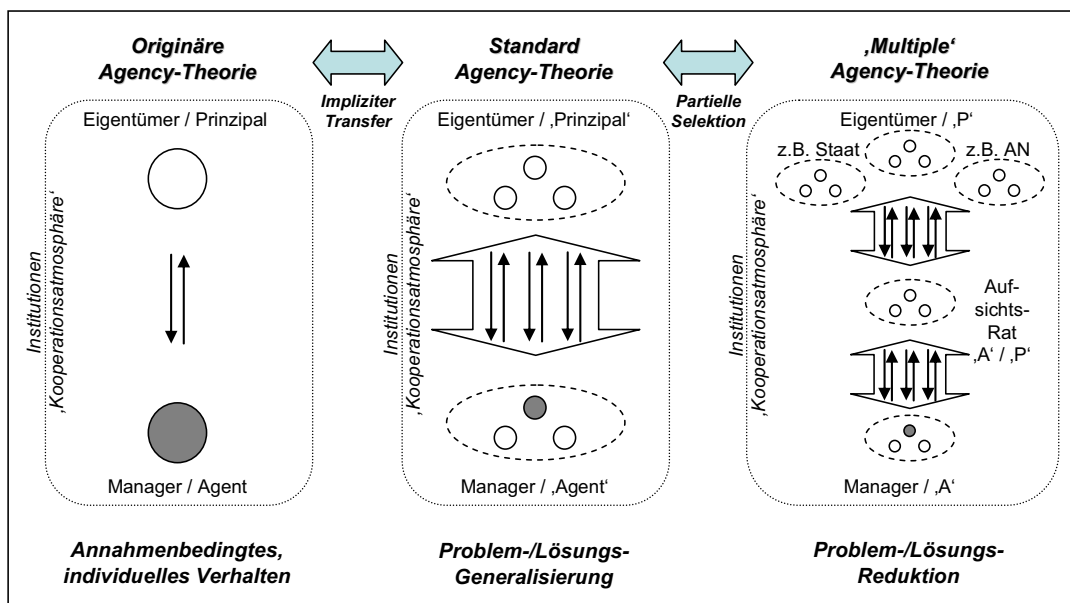 Originäre
Agency-Theorie
Impliziter
Transfer
Standard
Agency-Theorie
Partielle
Selektion
‚Multiple‘
Agency-Theorie
Eigentümer / Prinzipal
Institutionen
‚Kooperationsatmosphäre‘
Manager / Agent
Eigentümer / ‚Prinzipal‘
Institutionen
‚Kooperationsatmosphäre‘
Manager / ‚Agent‘
Eigentümer / ‚P‘
z.B. Staat
z.B. AN
Institutionen
‚Kooperationsatmosphäre‘
Auf-
sichts-
Rat
‚A‘ / ‚P‘
Manager / ‚A‘
Annahmenbedingtes,
individuelles Verhalten
Problem-/Lösungs-
Generalisierung
Problem-/Lösungs-
Reduktion